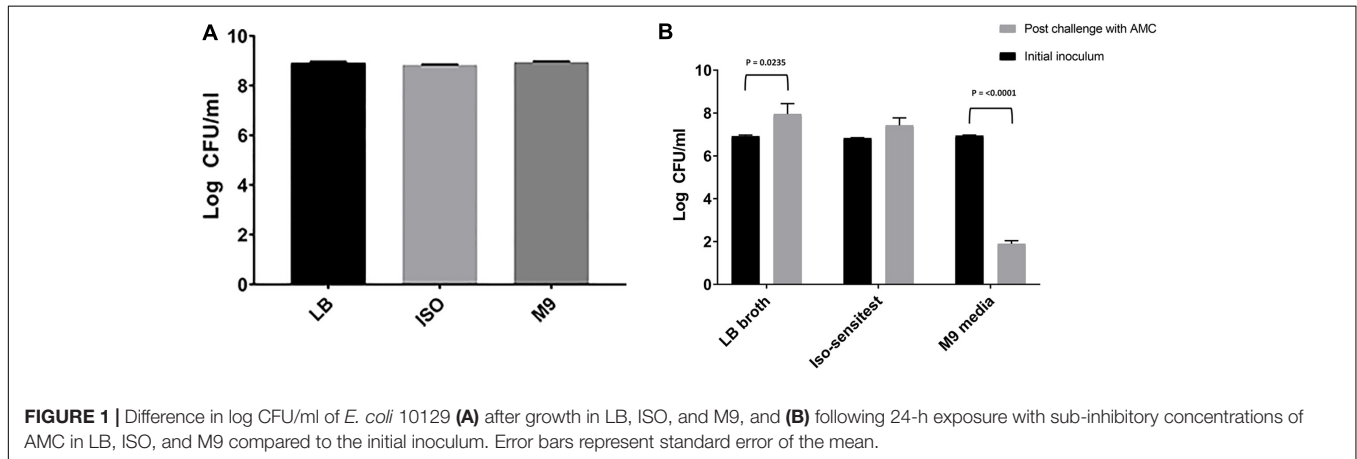 A
10
8
6
4
2
0
Log CFU/ml
LB
ISO
M9
B
Post challenge with AMC
Initial inoculum
P = 0.0235
P = <0.0001
10
8
6
4
2
0
Log CFU/ml
LB broth
Iso-sensitest
M9 media
FIGURE 1 | Difference in log CFU/ml of E. coli 10129 (A) after growth in LB, ISO, and M9, and (B) following 24-h exposure with sub-inhibitory concentrations of
AMC in LB, ISO, and M9 compared to the initial inoculum. Error bars represent standard error of the mean.